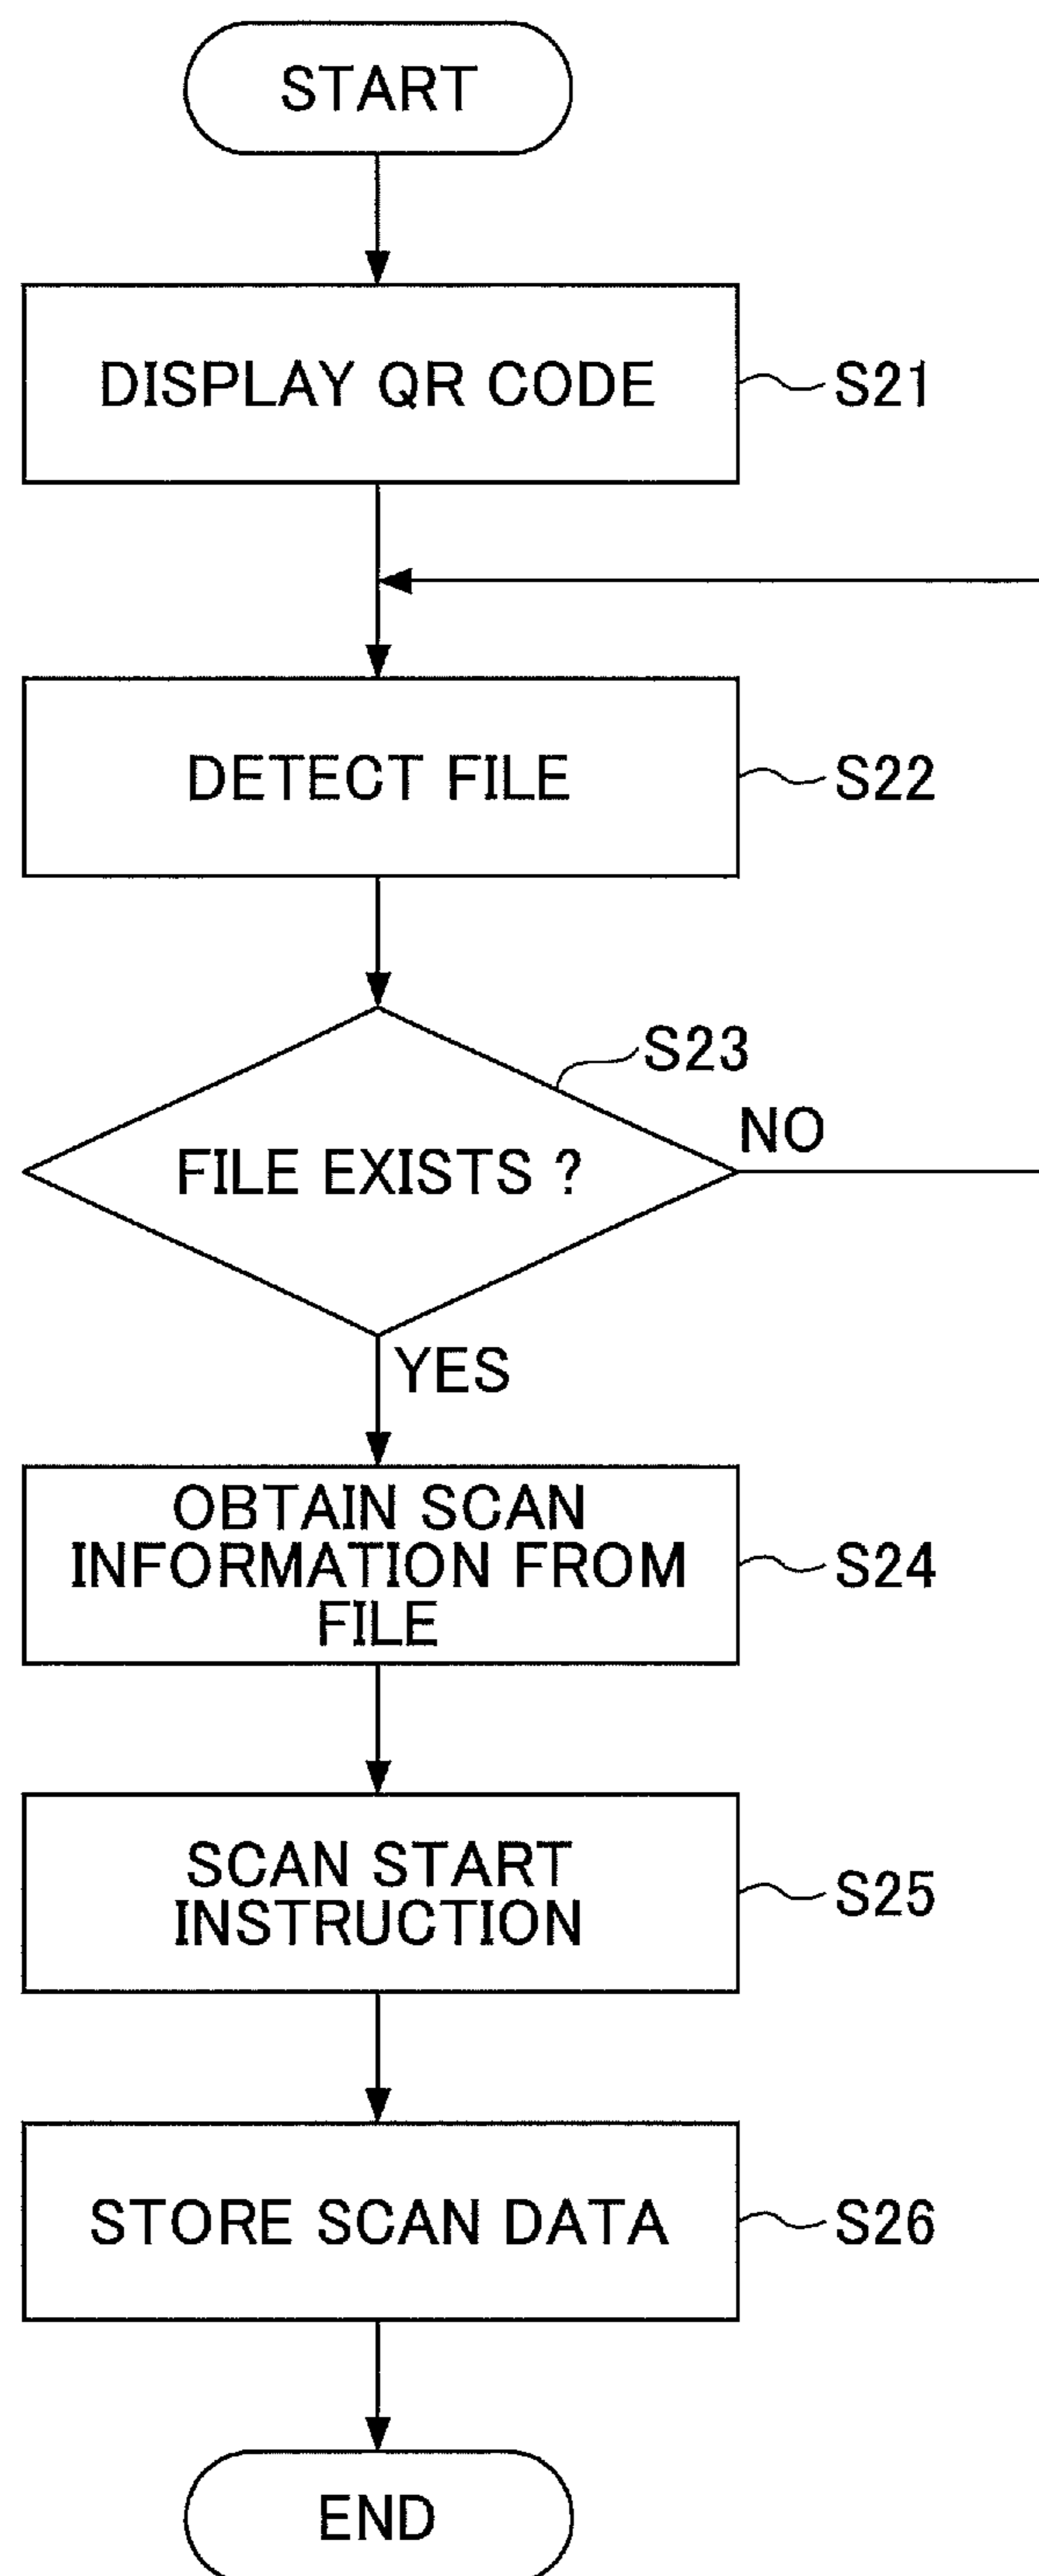 START
DISPLAY QR CODE
S21
DETECT FILE
S22
S23
NO
FILE EXISTS ?
YES
OBTAIN SCAN
INFORMATION FROM
FILE
S24
SCAN START
INSTRUCTION
S25
STORE SCAN DATA
S26
END